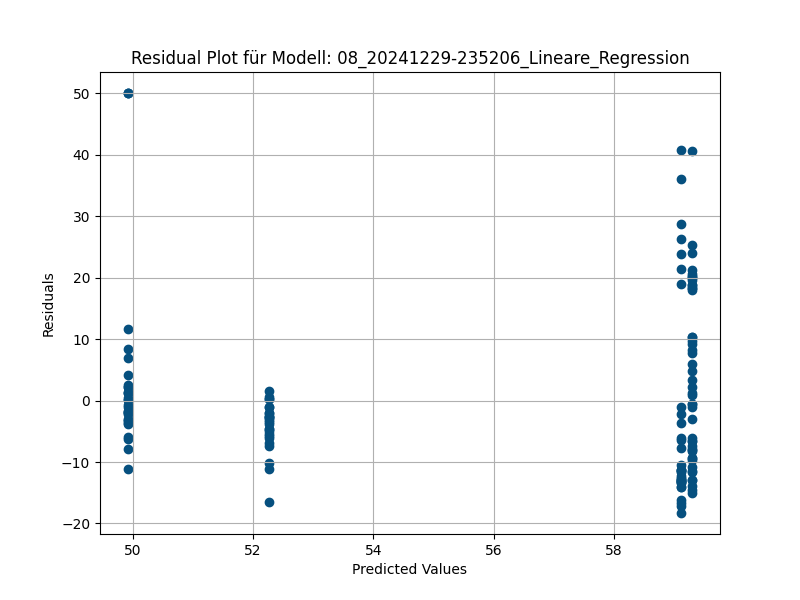 Residual Plot für Modell: 08_20241229-235206_Lineare_Regression
50
40
30
20
10
0
−10
−20
Residuals
50 52 54 56 58
Predicted Values